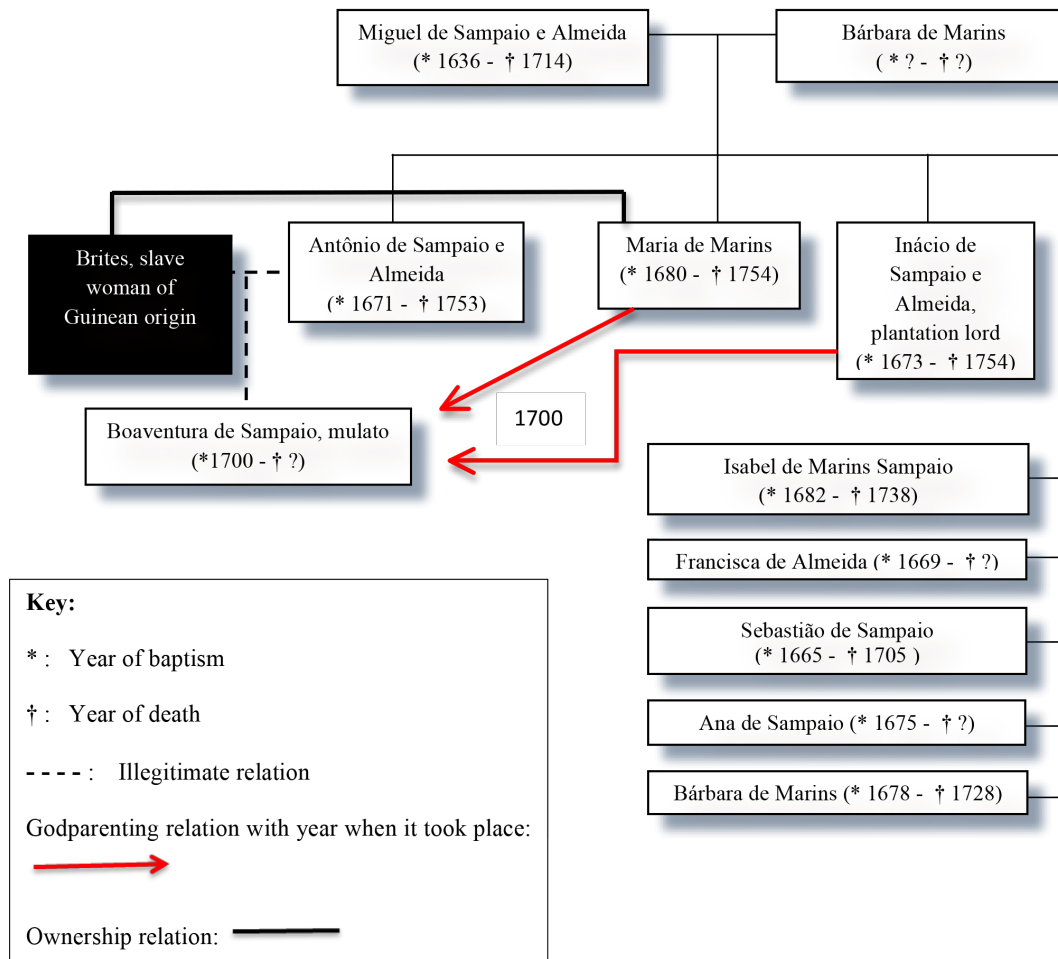 Miguel de Sampaio e Almeida
(* 1636 - † 1714)
Bárbara de Marins
( * ? - † ?)
Brites, slave
woman of
Guinean origin
Antônio de Sampaio e
Almeida
(* 1671 - † 1753)
Maria de Marins
(* 1680 - † 1754)
Inácio de
Sampaio e
Almeida,
plantation lord
(* 1673 - † 1754)
Boaventura de Sampaio, mulato
(*1700 - † ?)
1700
Isabel de Marins Sampaio
(* 1682 - † 1738)
Francisca de Almeida (* 1669 - † ?)
Sebastião de Sampaio
(* 1665 - † 1705 )
Ana de Sampaio (* 1675 - † ?)
Bárbara de Marins (* 1678 - † 1728)
Key:
* : Year of baptism
† : Year of death
- - - - : Illegitimate relation
Godparenting relation with year when it took place:
Ownership relation: